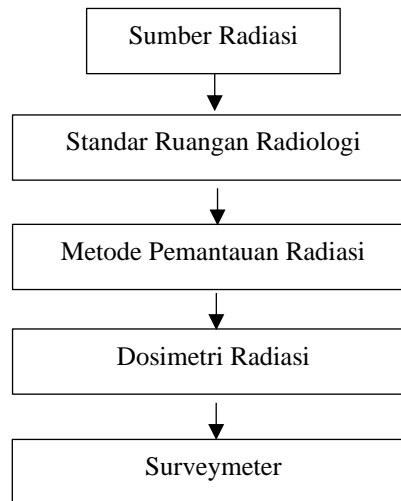 Sumber Radiasi
Standar Ruangan Radiologi
Metode Pemantauan Radiasi
Dosimetri Radiasi
Surveymeter